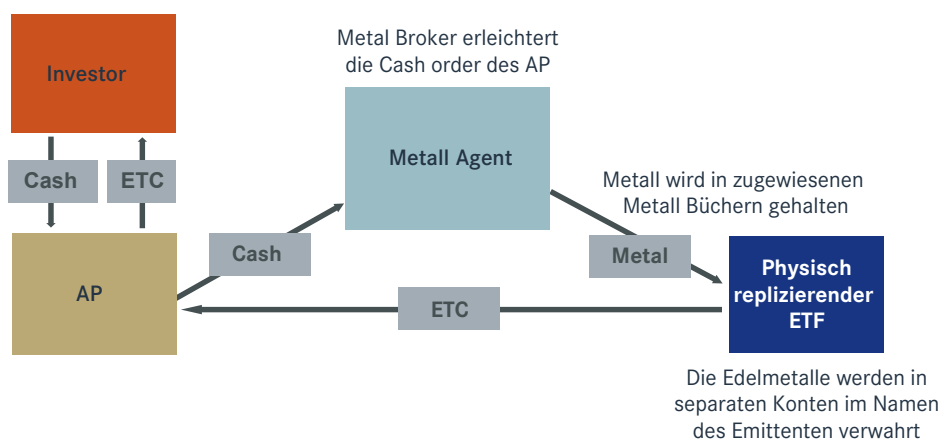 Metal Broker erleichtert
die Cash order des AP
Investor
Metall Agent
Cash
ETC
Metall wird in zugewiesenen
Metall Büchern gehalten
Cash
Metal
AP
ETC
Physisch
replizierender
ETF
Die Edelmetalle werden in
separaten Konten im Namen
des Emittenten verwahrt